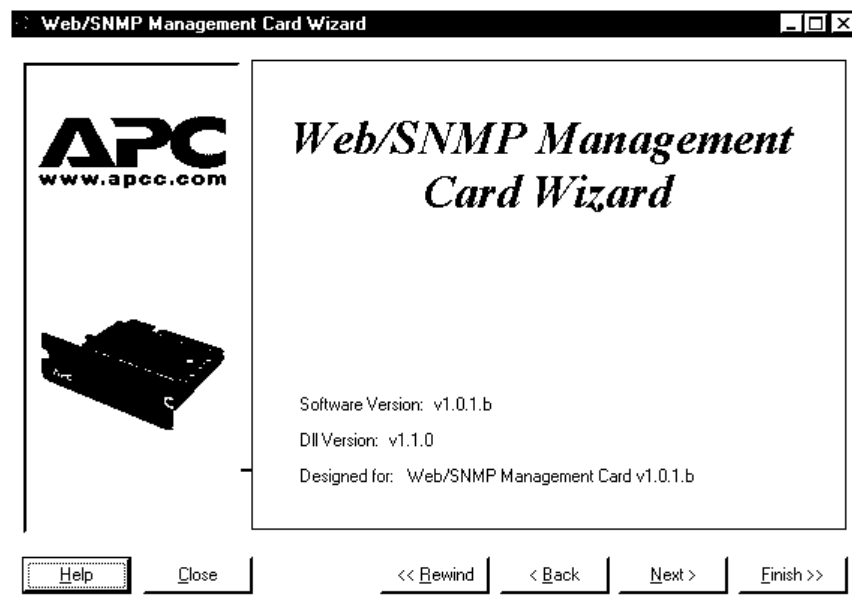 Web/SNMP Management Card Wizard
APC
www.apcc.com
Web/SNMP Management
Card Wizard
Software Version: v1.0.1.b
Dll Version: v1.1.0
Designed for: Web/SNMP Management Card v1.0.1.b
Help
Close
<< Rewind
< Back
Next >
Finish >>